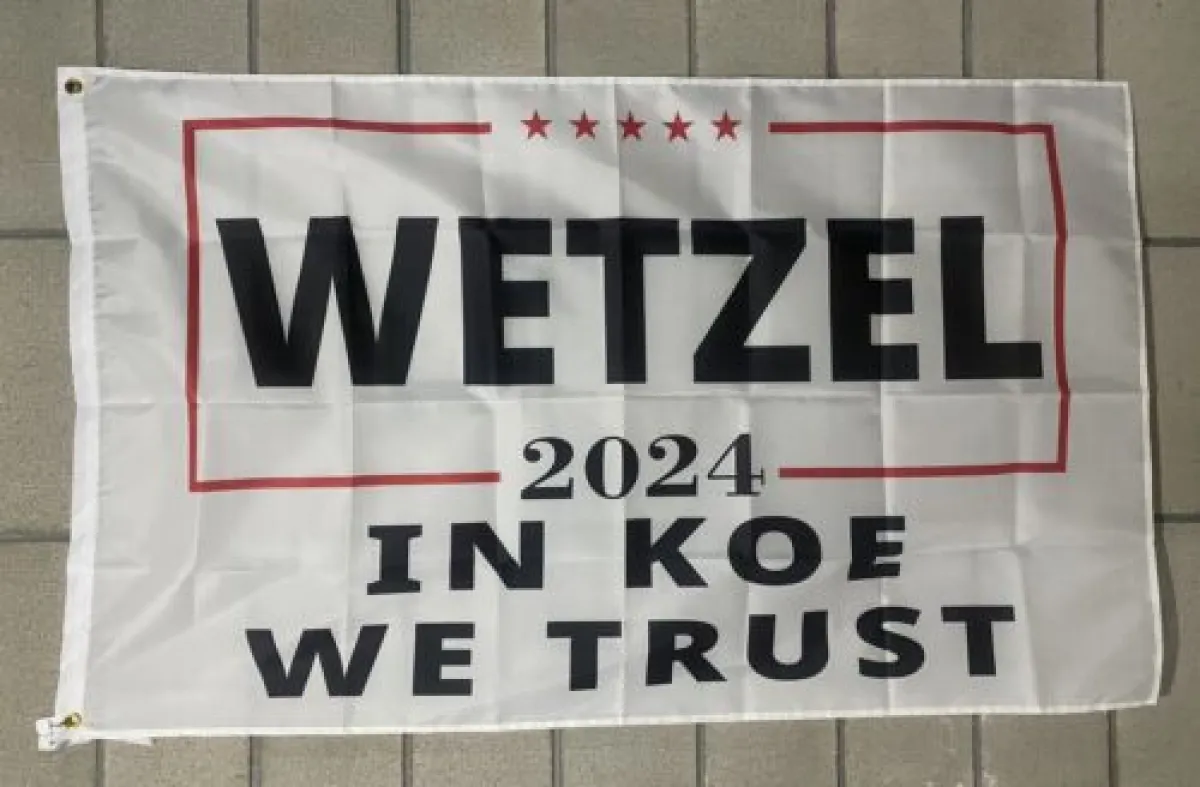 WETZEL
2024
IN KOE
WE TRUST